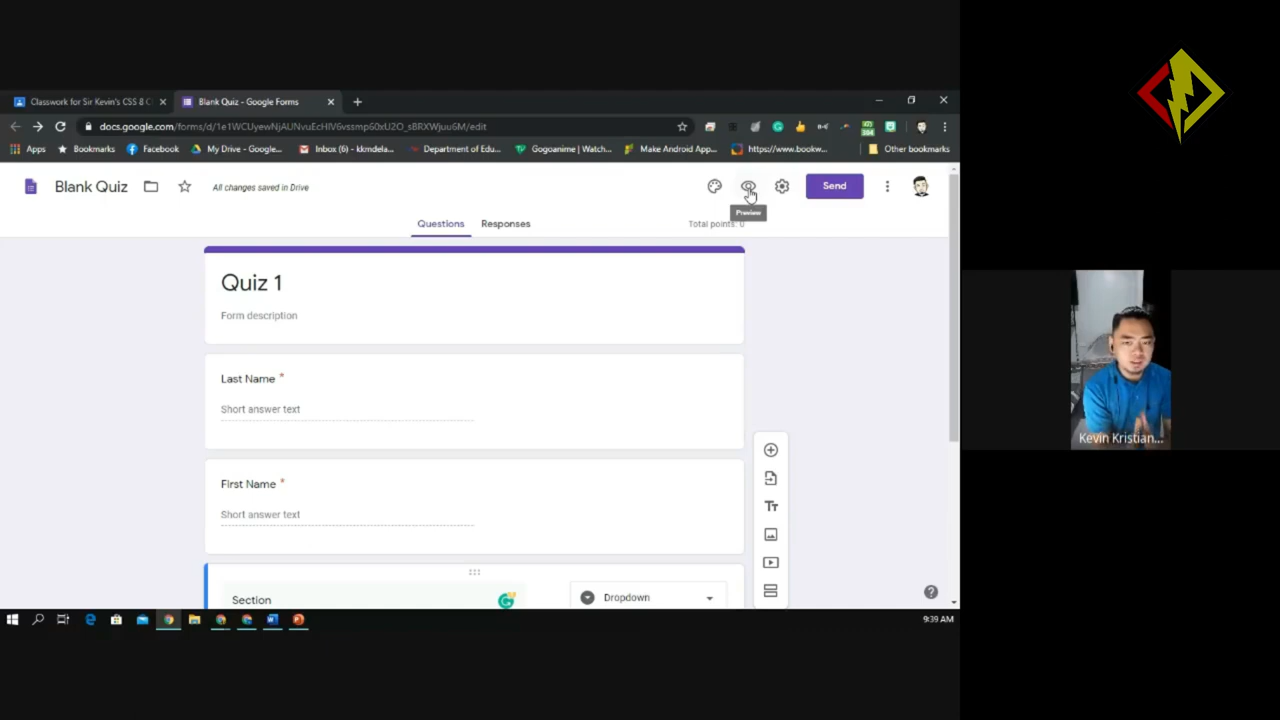 Classwork for Sir Kevin's CSS 8 C
Blank Quiz - Google Forms
docs.google.com/forms/d/1e1WCUyewNjAUNvuEcHIV6vssmp60xU2O_s8RXWjuu6M/edit
Apps
Bookmarks
Facebook
My Drive - Google...
Inbox (6) - kkmdela...
Department of Edu...
Gogoanime | Watch...
Make Android App...
https://www.bookw...
Other bookmarks
Blank Quiz
All changes saved in Drive
Send
Preview
Questions
Responses
Total points: 0
Quiz 1
Form description
Last Name *
Short answer text
First Name *
Short answer text
Section
Dropdown
Tт
Kevin Kristian...
9:39 AM